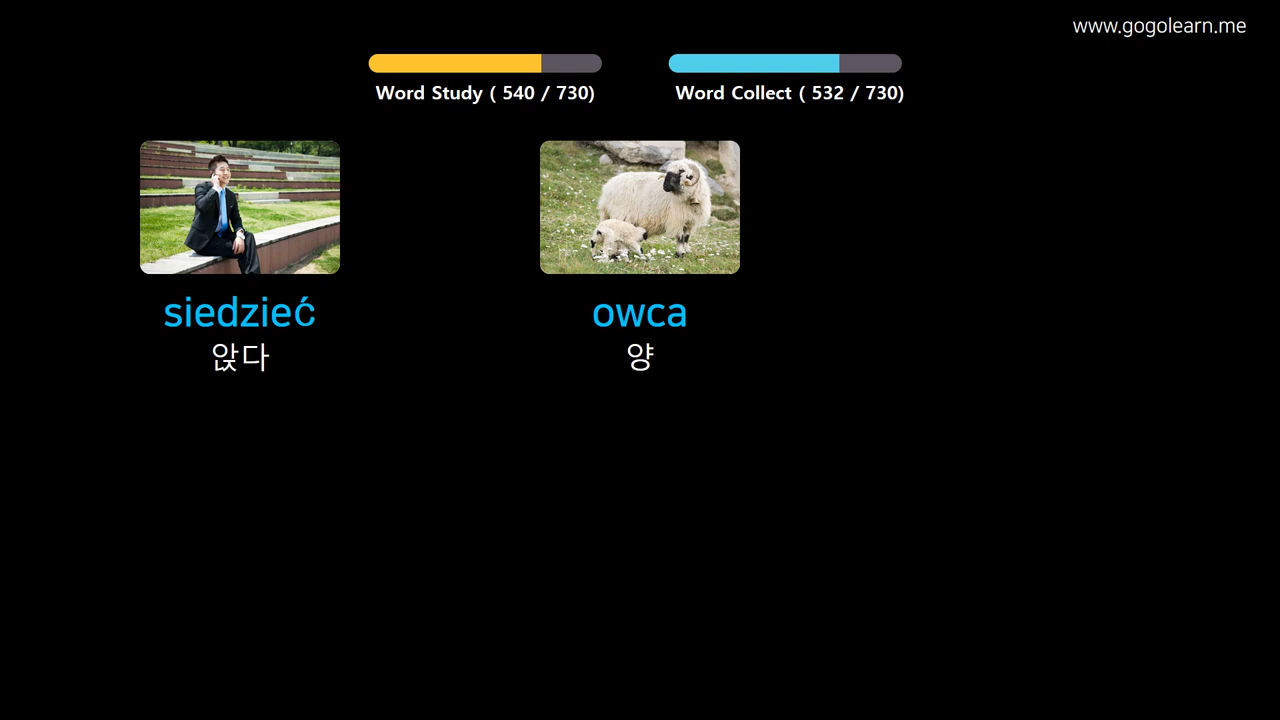 www.gogolearn.me
Word Study ( 540 / 730)
Word Collect ( 532 / 730)
siedzieć
앉다
owca
양